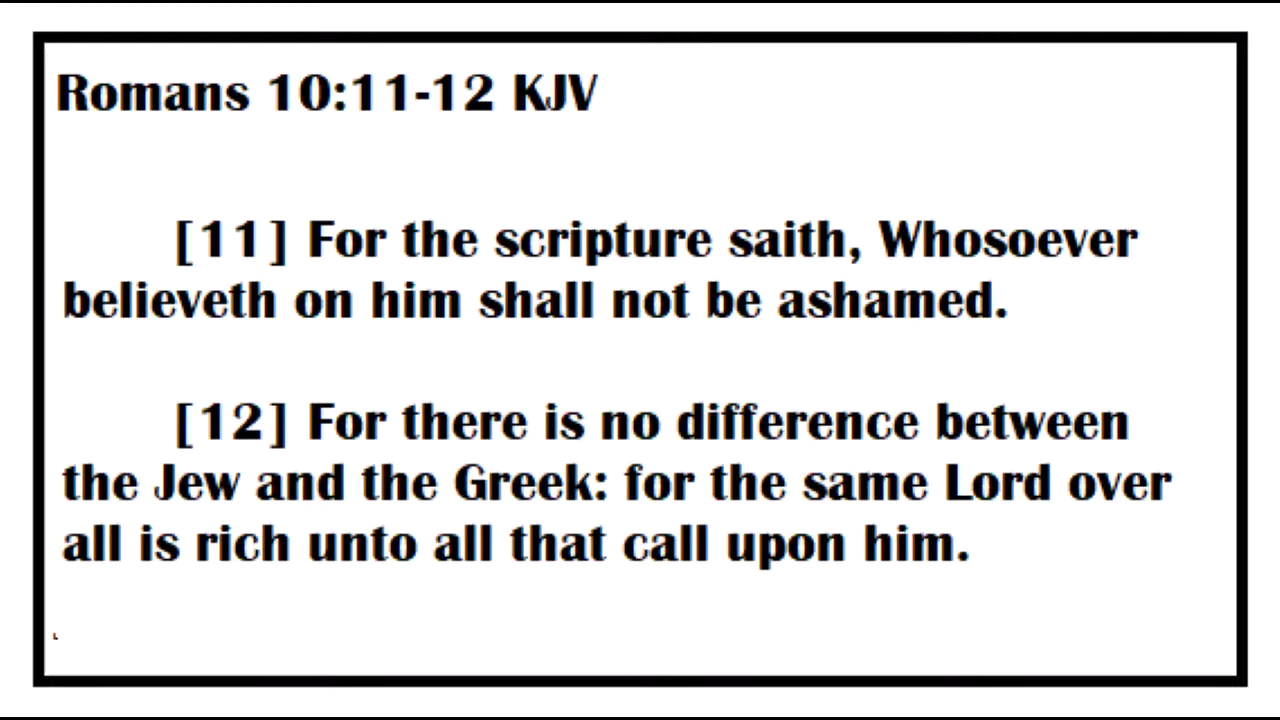 Romans 10:11-12 KJV
[11] For the scripture saith, Whosoever
believeth on him shall not be ashamed.
[12] For there is no difference between
the Jew and the Greek: for the same Lord over
all is rich unto all that call upon him.